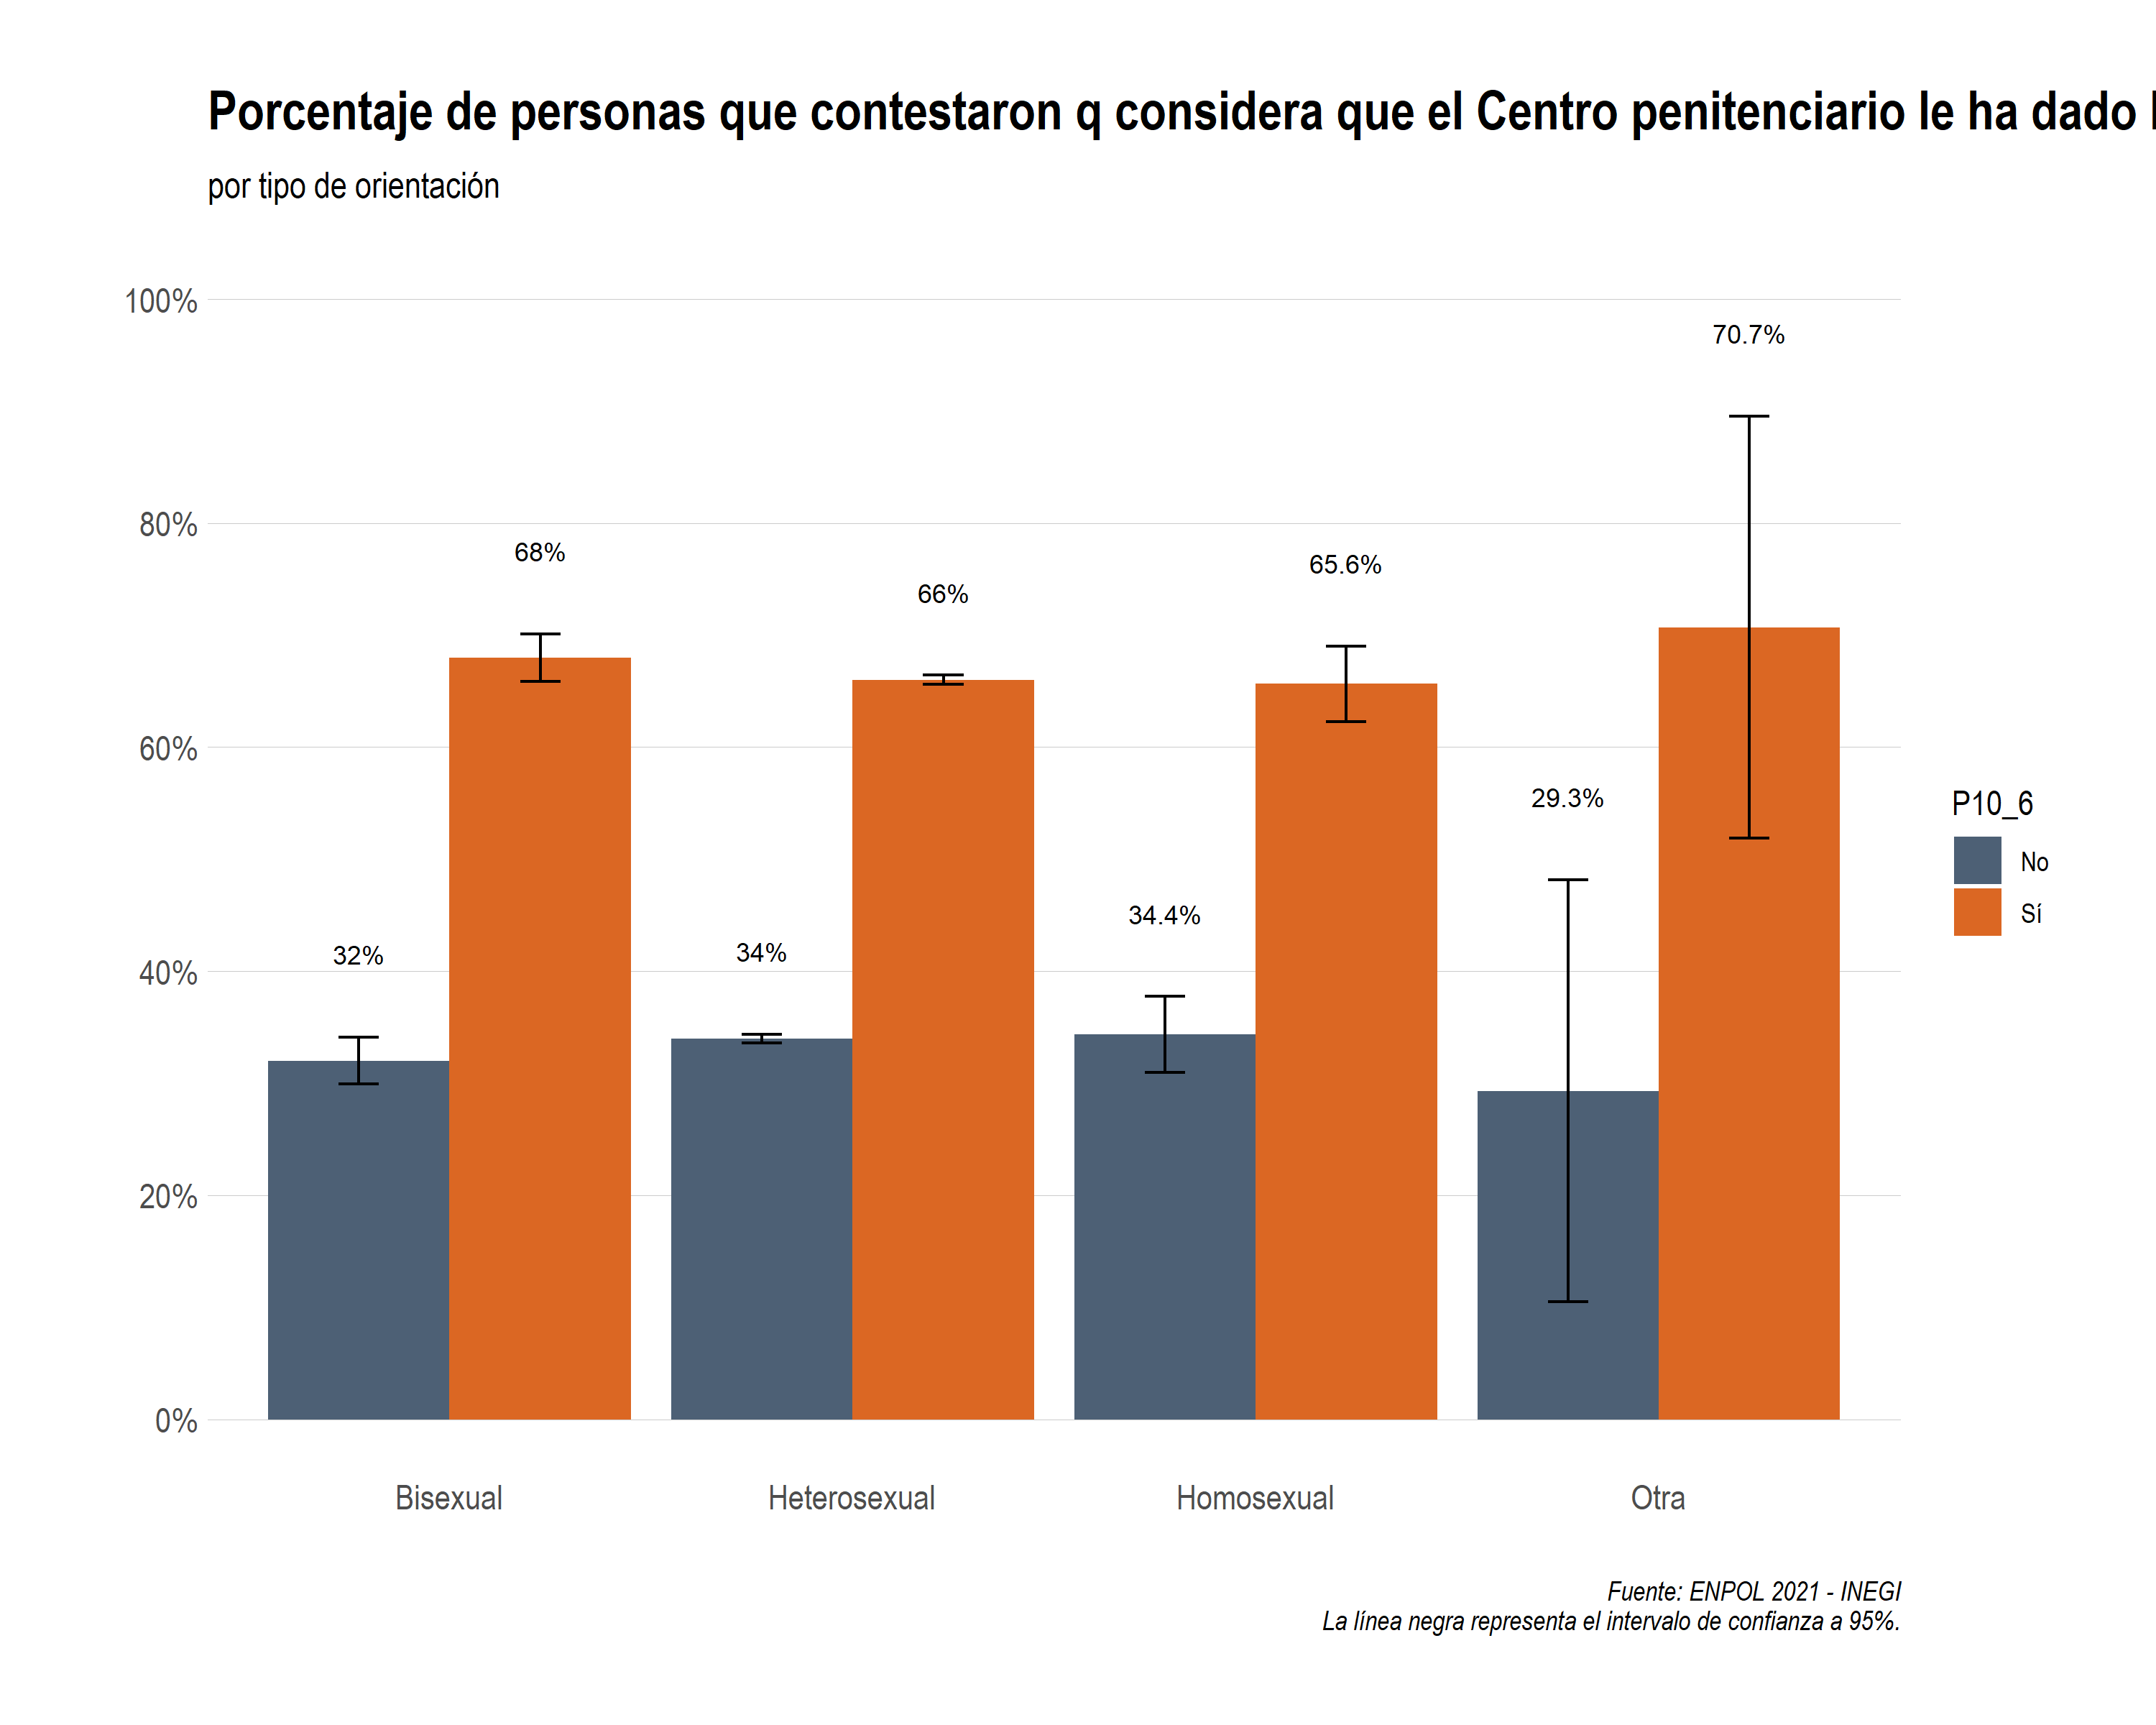 Porcentaje de personas que contestaron q considera que el Centro penitenciario le ha dado
por tipo de orientación
100%
80%
60%
40%
20%
0%
32%
68%
34%
66%
34.4%
65.6%
29.3%
70.7%
Bisexual
Heterosexual
Homosexual
Otra
P10_6
No
Sí
Fuente: ENPOL 2021 - INEGI
La línea negra representa el intervalo de confianza a 95%.